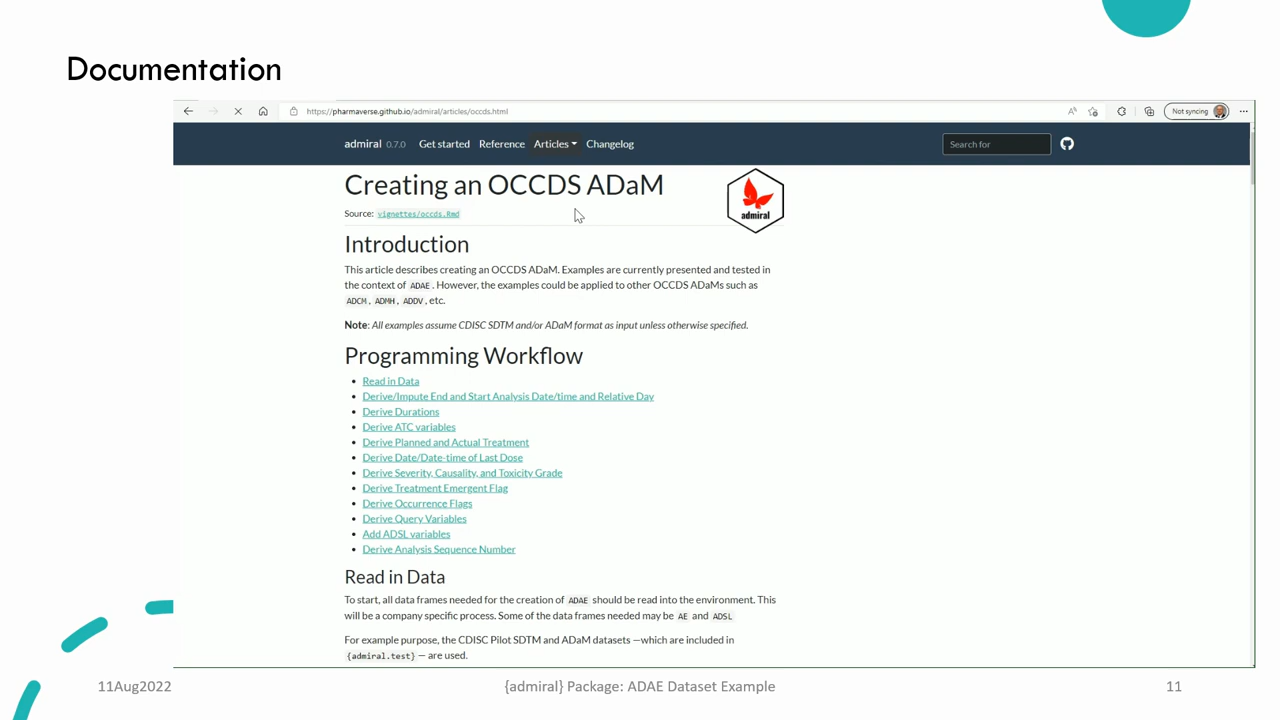 Documentation
https://pharmaverse.github.io/admiral/articles/occds.html
Not syncing
admiral 0.7.0 Get started Reference Articles Changelog Search for
Creating an OCCDS ADaM
admiral
Source: vignettes/occds.Rmd
Introduction
This article describes creating an OCCDS ADaM. Examples are currently presented and tested in
the context of ADAE. However, the examples could be applied to other OCCDS ADaMs such as
ADCM, ADMH, ADDV, etc.
Note: All examples assume CDISC SDTM and/or ADaM format as input unless otherwise specified.
Programming Workflow
• Read in Data
• Derive/Impute End and Start Analysis Date/time and Relative Day
• Derive Durations
• Derive ATC variables
• Derive Planned and Actual Treatment
• Derive Date/Date-time of Last Dose
• Derive Severity, Causality, and Toxicity Grade
• Derive Treatment Emergent Flag
• Derive Occurrence Flags
• Derive Query Variables
• Add ADSL variables
• Derive Analysis Sequence Number
Read in Data
To start, all data frames needed for the creation of ADAE should be read into the environment. This
will be a company specific process. Some of the data frames needed may be AE and ADSL
For example purpose, the CDISC Pilot SDTM and ADaM datasets —which are included in
{admiral.test} — are used.
11Aug2022
{admiral} Package: ADAE Dataset Example
11